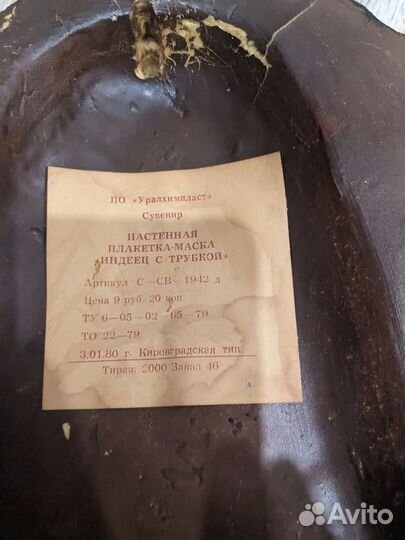 ПО «Уралхимпласт»
Сувенир
НАСТЕННАЯ
ПЛАКЕТКА-МАСКА
«ИНДЕЕЦ С ТРУБКОЙ»
Артикул С—СВ—1942 д
Цена 9 руб. 20 коп.
ТУ 6—05—02—65—79
ТО 22—79
3.01.80 г. Кировградская тип.
Тираж 2000 Заказ 46
Avito